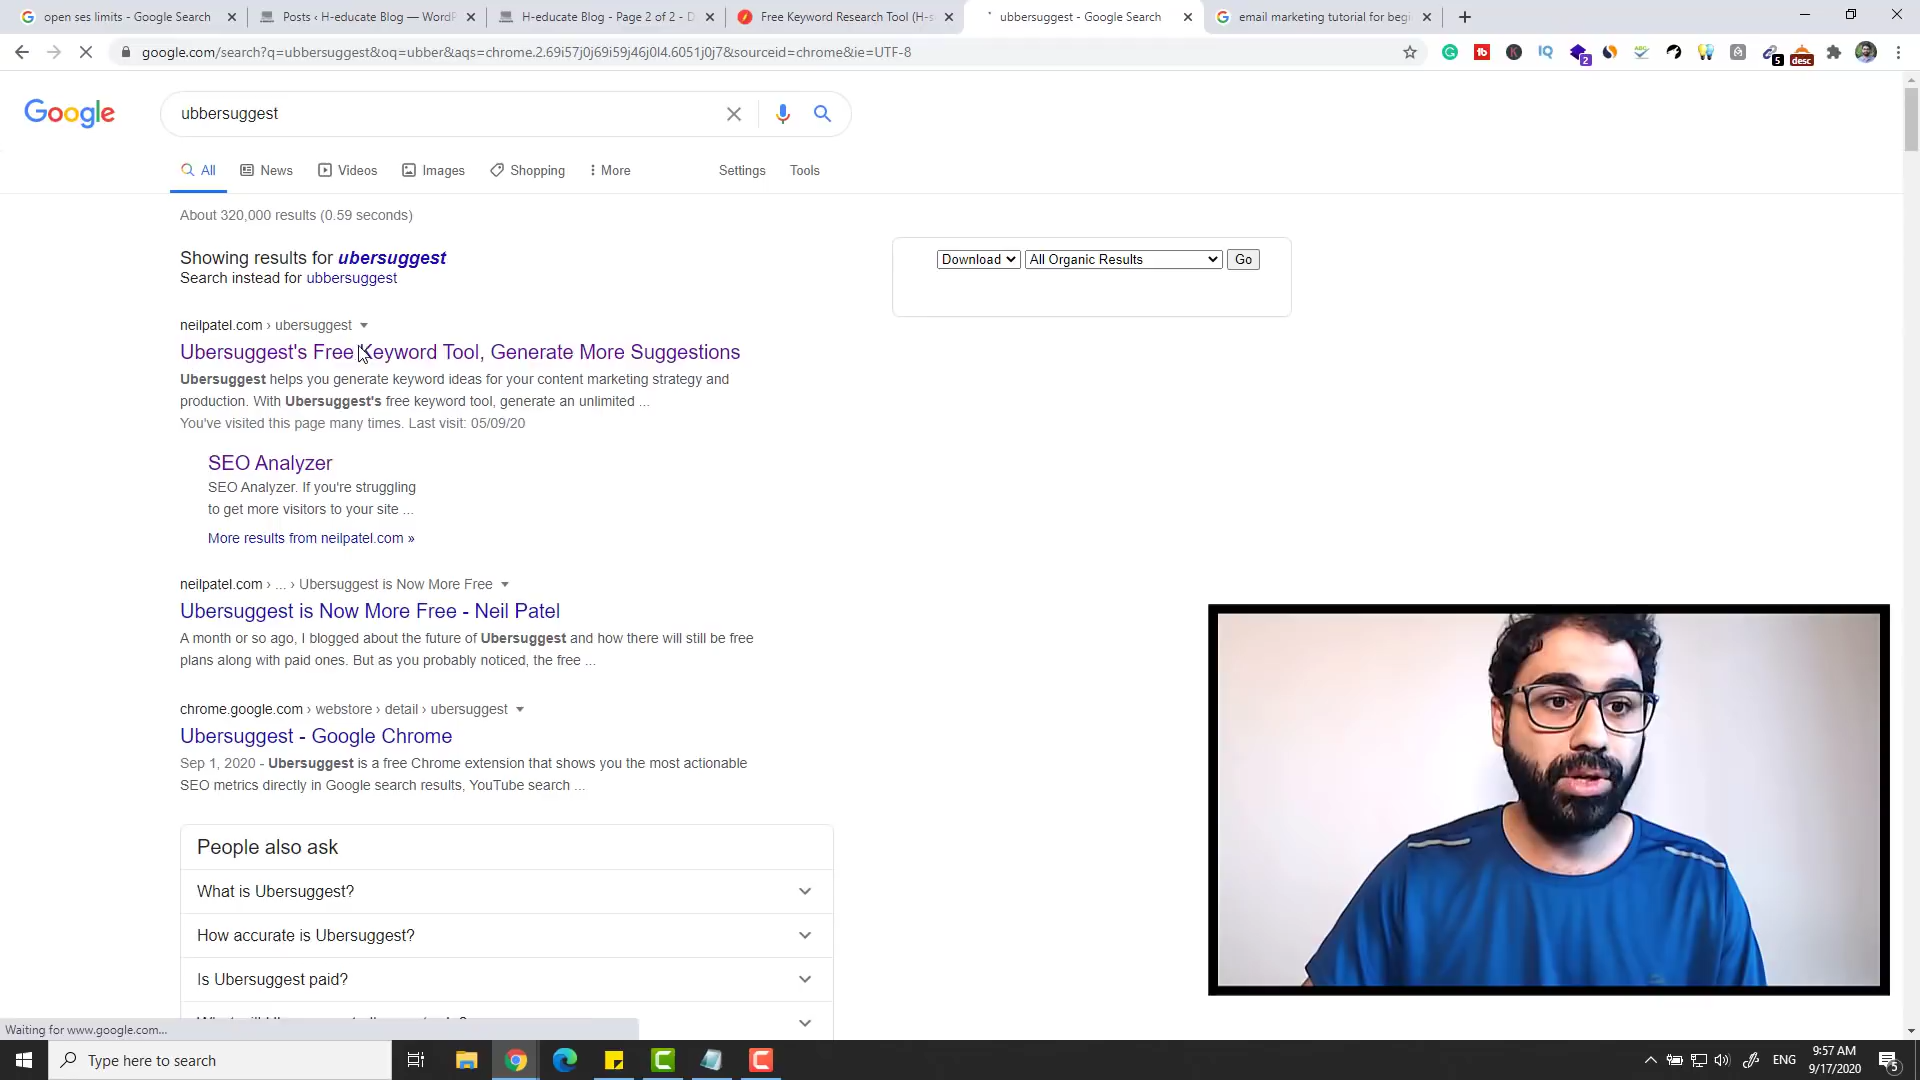 open ses limits - Google Search
Posts ‹ H-educate Blog — WordP
H-educate Blog - Page 2 of 2 - D
Free Keyword Research Tool (H-s
ubbersuggest - Google Search
email marketing tutorial for begi
google.com/search?q=ubbersuggest&oq=ubber&aqs=chrome.2.69i57j0j69i59j46j0l4.6051j0j7&sourceid=chrome&ie=UTF-8
2
5
desc
Google
ubbersuggest
All
News
Videos
Images
Shopping
More
Settings
Tools
About 320,000 results (0.59 seconds)
Showing results for ubersuggest
Search instead for ubbersuggest
Download
All Organic Results
Go
neilpatel.com › ubersuggest
Ubersuggest's Free Keyword Tool, Generate More Suggestions
Ubersuggest helps you generate keyword ideas for your content marketing strategy and
production. With Ubersuggest's free keyword tool, generate an unlimited ...
You've visited this page many times. Last visit: 05/09/20
SEO Analyzer
SEO Analyzer. If you're struggling
to get more visitors to your site ...
More results from neilpatel.com »
neilpatel.com › ... › Ubersuggest is Now More Free
Ubersuggest is Now More Free - Neil Patel
A month or so ago, I blogged about the future of Ubersuggest and how there will still be free
plans along with paid ones. But as you probably noticed, the free ...
chrome.google.com › webstore › detail › ubersuggest
Ubersuggest - Google Chrome
Sep 1, 2020 - Ubersuggest is a free Chrome extension that shows you the most actionable
SEO metrics directly in Google search results, YouTube search ...
People also ask
What is Ubersuggest?
How accurate is Ubersuggest?
Is Ubersuggest paid?
Waiting for www.google.com...
Type here to search
ENG
9:57 AM
9/17/2020
5